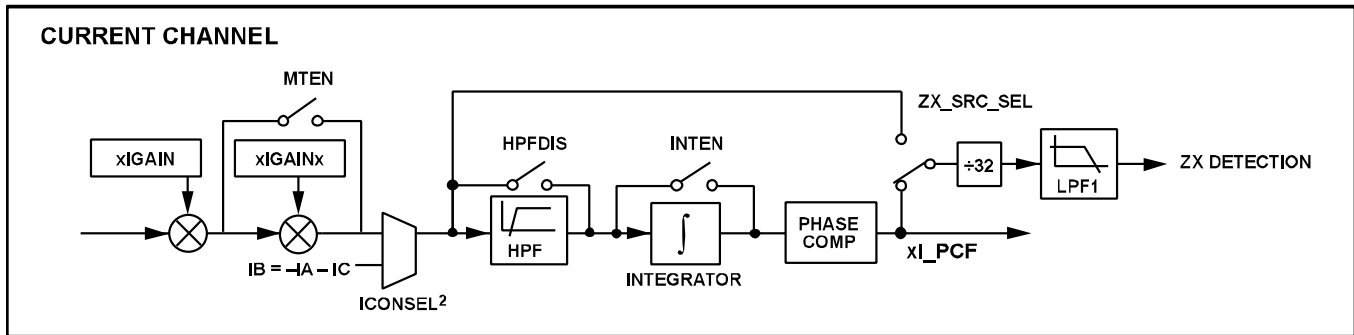 CURRENT CHANNEL
MTEN
ZX_SRC_SEL
xIGAIN
xIGAINx
HPFDIS
INTEN
÷32
LPF1
ZX DETECTION
HPF
∫
PHASE
COMP
xI_PCF
IB = –IA – IC
INTEGRATOR
ICONSEL²